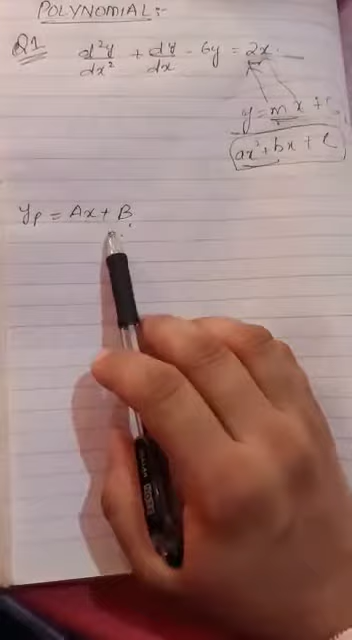 POLYNOMIAL:-
Q1 d²y/dx² + dy/dx - 6y = 2x
y = mx + c
ax² + bx + c
yp = Ax + B